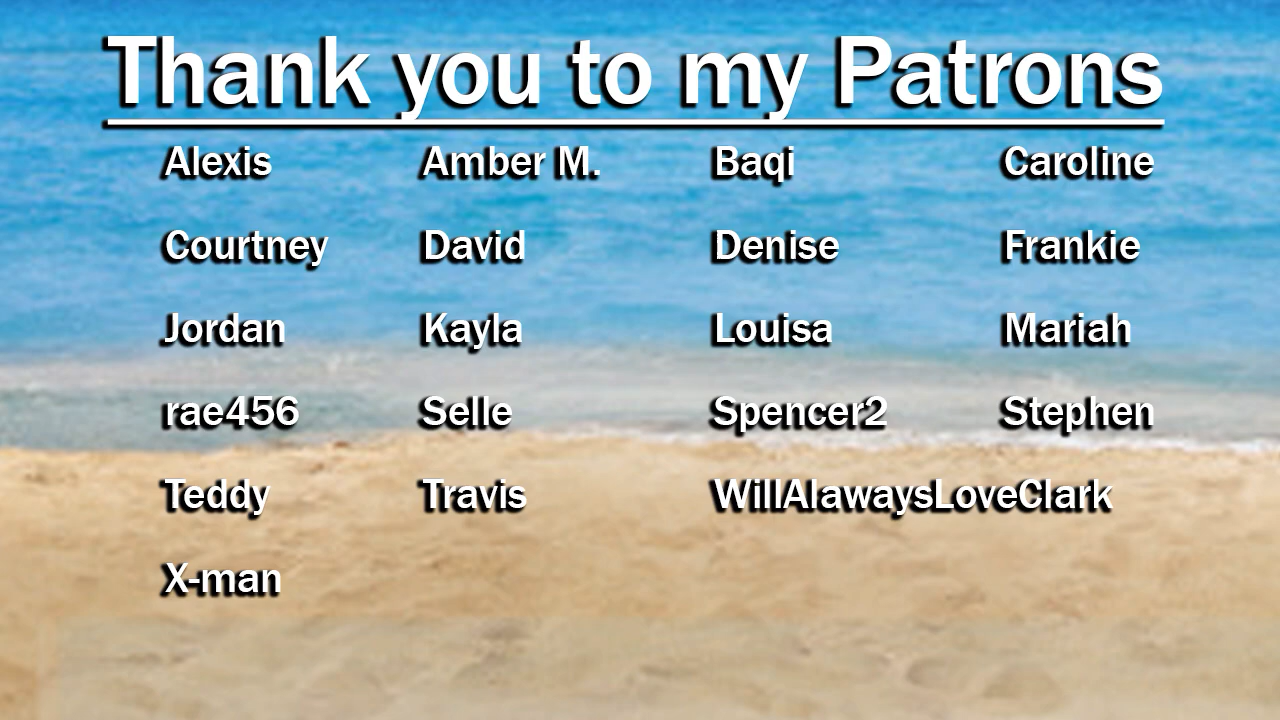 Thank you to my Patrons
Alexis Amber M. Baqi Caroline
Courtney David Denise Frankie
Jordan Kayla Louisa Mariah
rae456 Selle Spencer2 Stephen
Teddy Travis WillAlawaysLoveClark
X-man